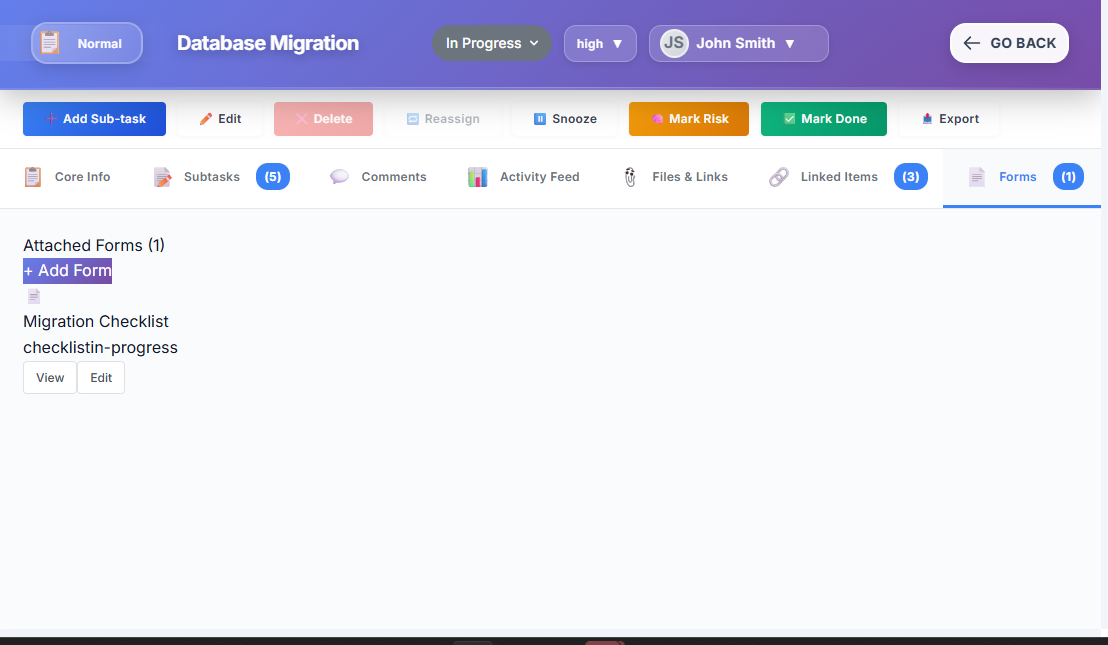 Normal
Database Migration
In Progress
high ▼
JS John Smith ▼
← GO BACK
Add Sub-task
Edit
Delete
Reassign
Snooze
Mark Risk
Mark Done
Export
Core Info
Subtasks (5)
Comments
Activity Feed
Files & Links
Linked Items (3)
Forms (1)
Attached Forms (1)
+ Add Form
Migration Checklist
checklistin-progress
View
Edit